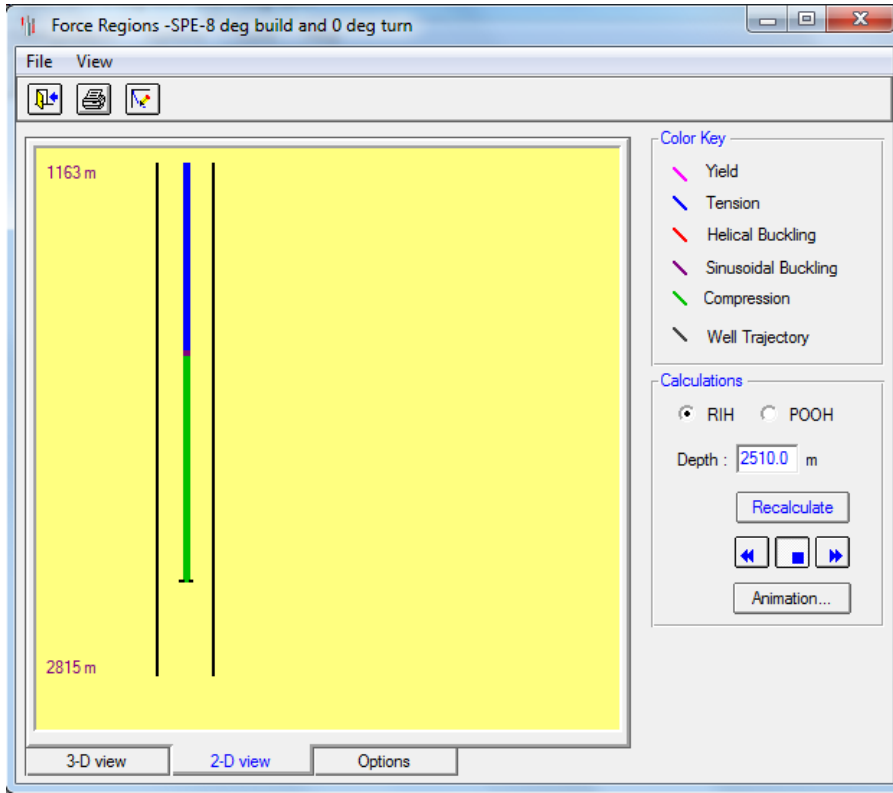 Force Regions -SPE-8 deg build and 0 deg turn
File View
1163 m
2815 m
3-D view 2-D view Options
Color Key
Yield
Tension
Helical Buckling
Sinusoidal Buckling
Compression
Well Trajectory
Calculations
RIH POOH
Depth : 2510.0 m
Recalculate
Animation...